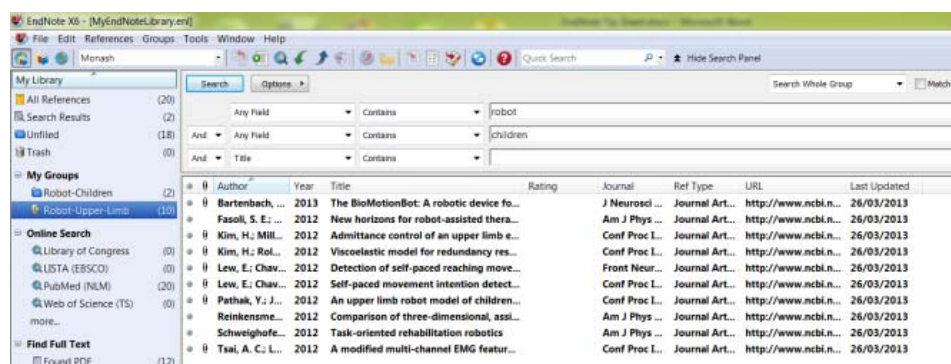 EndNote X6 - [MyEndNoteLibrary.enl]
File Edit References Groups Tools Window Help
Monash
Quick Search
Hide Search Panel
My Library
All References (20)
Search Results (2)
Unfiled (18)
Trash (0)
My Groups
Robot-Children (2)
Robot-Upper-Limb (10)
Online Search
Library of Congress (0)
LISTA (EBSCO) (0)
PubMed (NLM) (20)
Web of Science (TS) (0)
more...
Find Full Text
Found PDF (12)
Search Options Search Whole Group Match
Any Field Contains robot
And Any Field Contains children
And Title Contains
Author Year Title Rating Journal Ref Type URL Last Updated
Bartenbach, ... 2013 The BioMotionBot: A robotic device fo... J Neurosci ... Journal Art... http://www.ncbi.n... 26/03/2013
Fasoli, S. E.; ... 2012 New horizons for robot-assisted thera... Am J Phys ... Journal Art... http://www.ncbi.n... 26/03/2013
Kim, H.; Mill... 2012 Admittance control of an upper limb e... Conf Proc I... Journal Art... http://www.ncbi.n... 26/03/2013
Kim, H.; Rol... 2012 Viscoelastic model for redundancy res... Conf Proc I... Journal Art... http://www.ncbi.n... 26/03/2013
Lew, E.; Chav... 2012 Detection of self-paced reaching move... Front Neur... Journal Art... http://www.ncbi.n... 26/03/2013
Lew, E.; Chav... 2012 Self-paced movement intention detect... Conf Proc I... Journal Art... http://www.ncbi.n... 26/03/2013
Pathak, Y.; J... 2012 An upper limb robot model of children... Conf Proc I... Journal Art... http://www.ncbi.n... 26/03/2013
Reinkensme... 2012 Comparison of three-dimensional, assi... Am J Phys ... Journal Art... http://www.ncbi.n... 26/03/2013
Schweighofe... 2012 Task-oriented rehabilitation robotics Am J Phys ... Journal Art... http://www.ncbi.n... 26/03/2013
Tsai, A. C.; L... 2012 A modified multi-channel EMG featur... Conf Proc I... Journal Art... http://www.ncbi.n... 26/03/2013